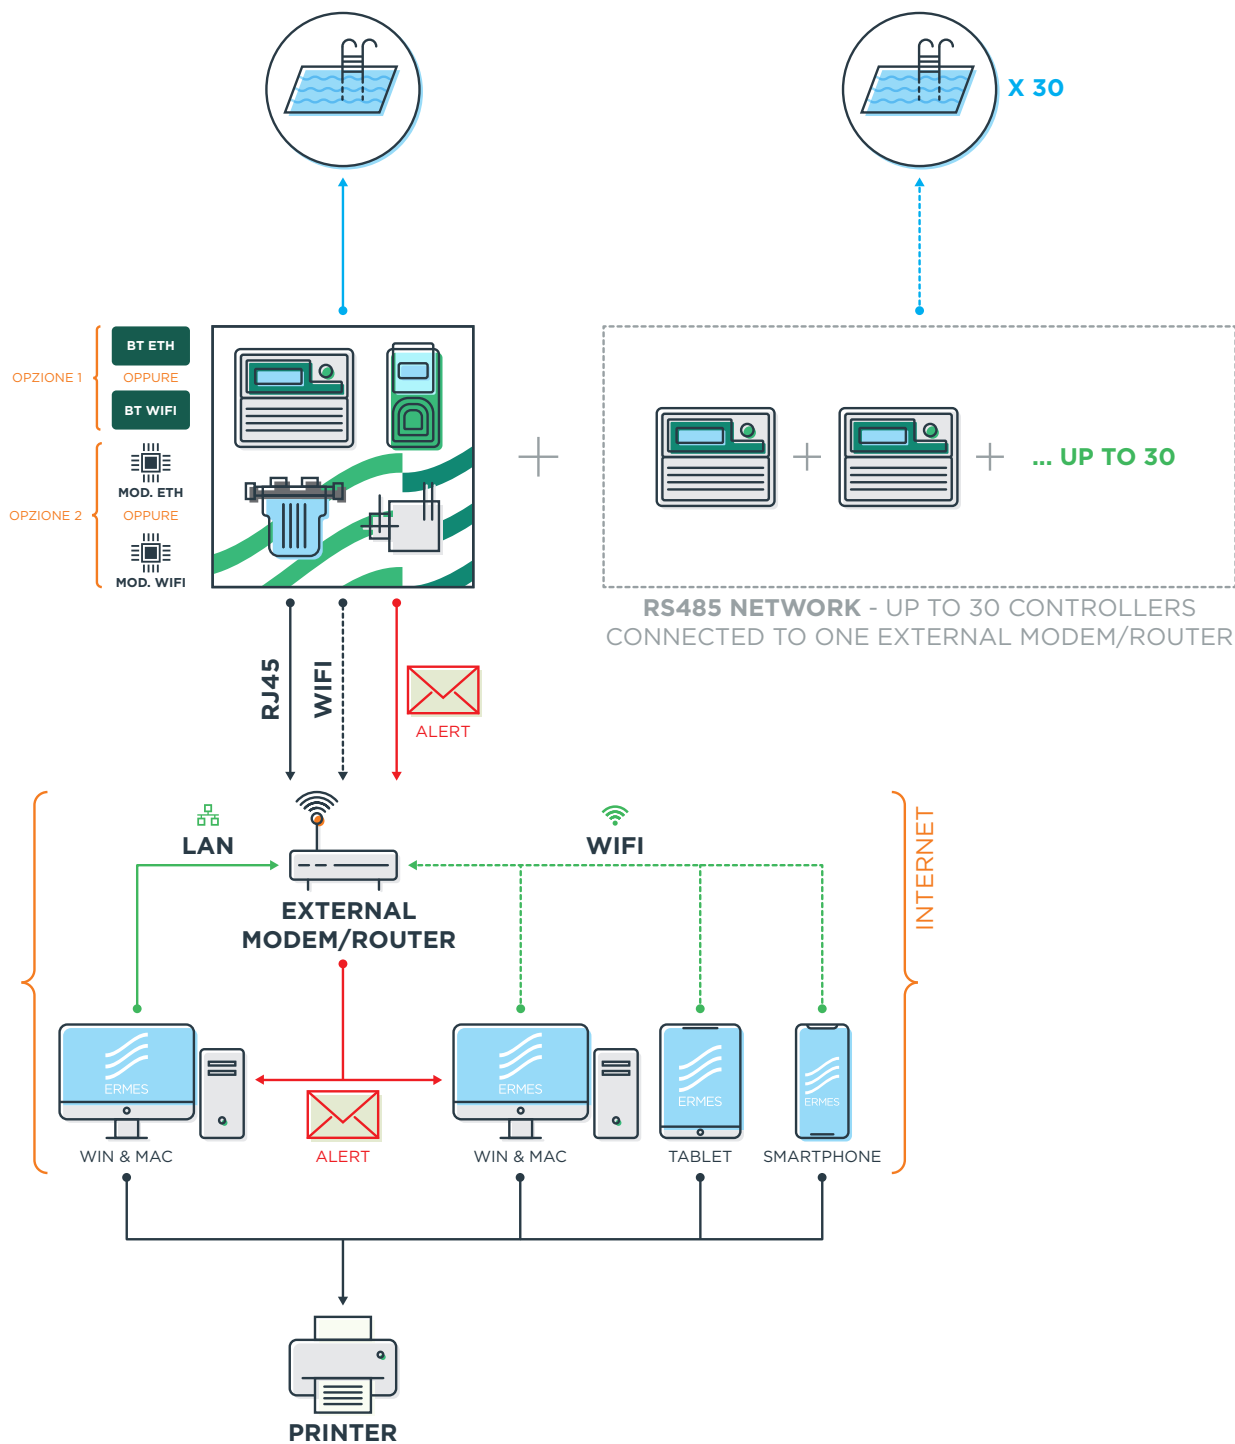 X 30
OPZIONE 1
BT ETH
OPPURE
BT WIFI
OPZIONE 2
MOD. ETH
OPPURE
MOD. WIFI
... UP TO 30
RS485 NETWORK - UP TO 30 CONTROLLERS
CONNECTED TO ONE EXTERNAL MODEM/ROUTER
RJ45
WIFI
ALERT
LAN
WIFI
INTERNET
EXTERNAL
MODEM/ROUTER
ERMES
ERMES
ERMES
ERMES
WIN & MAC
ALERT
WIN & MAC
TABLET
SMARTPHONE
PRINTER